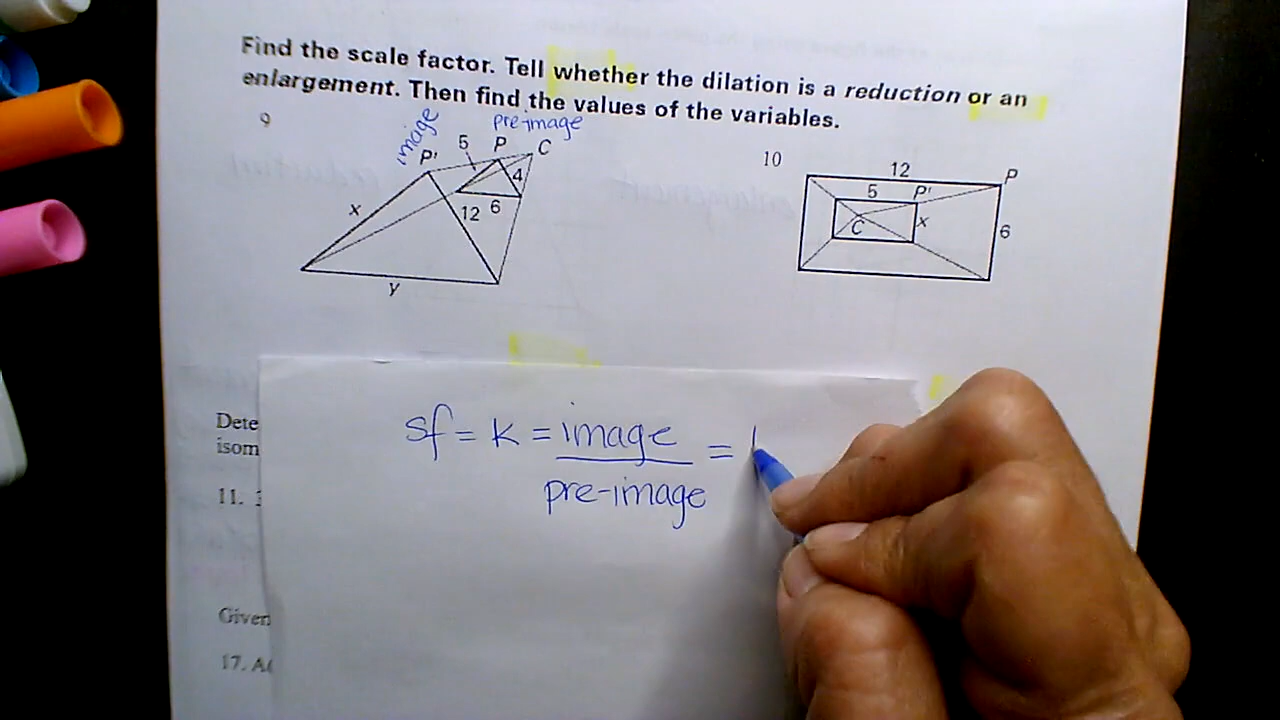 Find the scale factor. Tell whether the dilation is a reduction or an
enlargement. Then find the values of the variables.
9
image
pre-image
P'
5
P
C
4
x
12
6
y
10
12
P
5
P'
C
x
6
sf = k = image / pre-image =
Dete
isom
11.
Given
17.